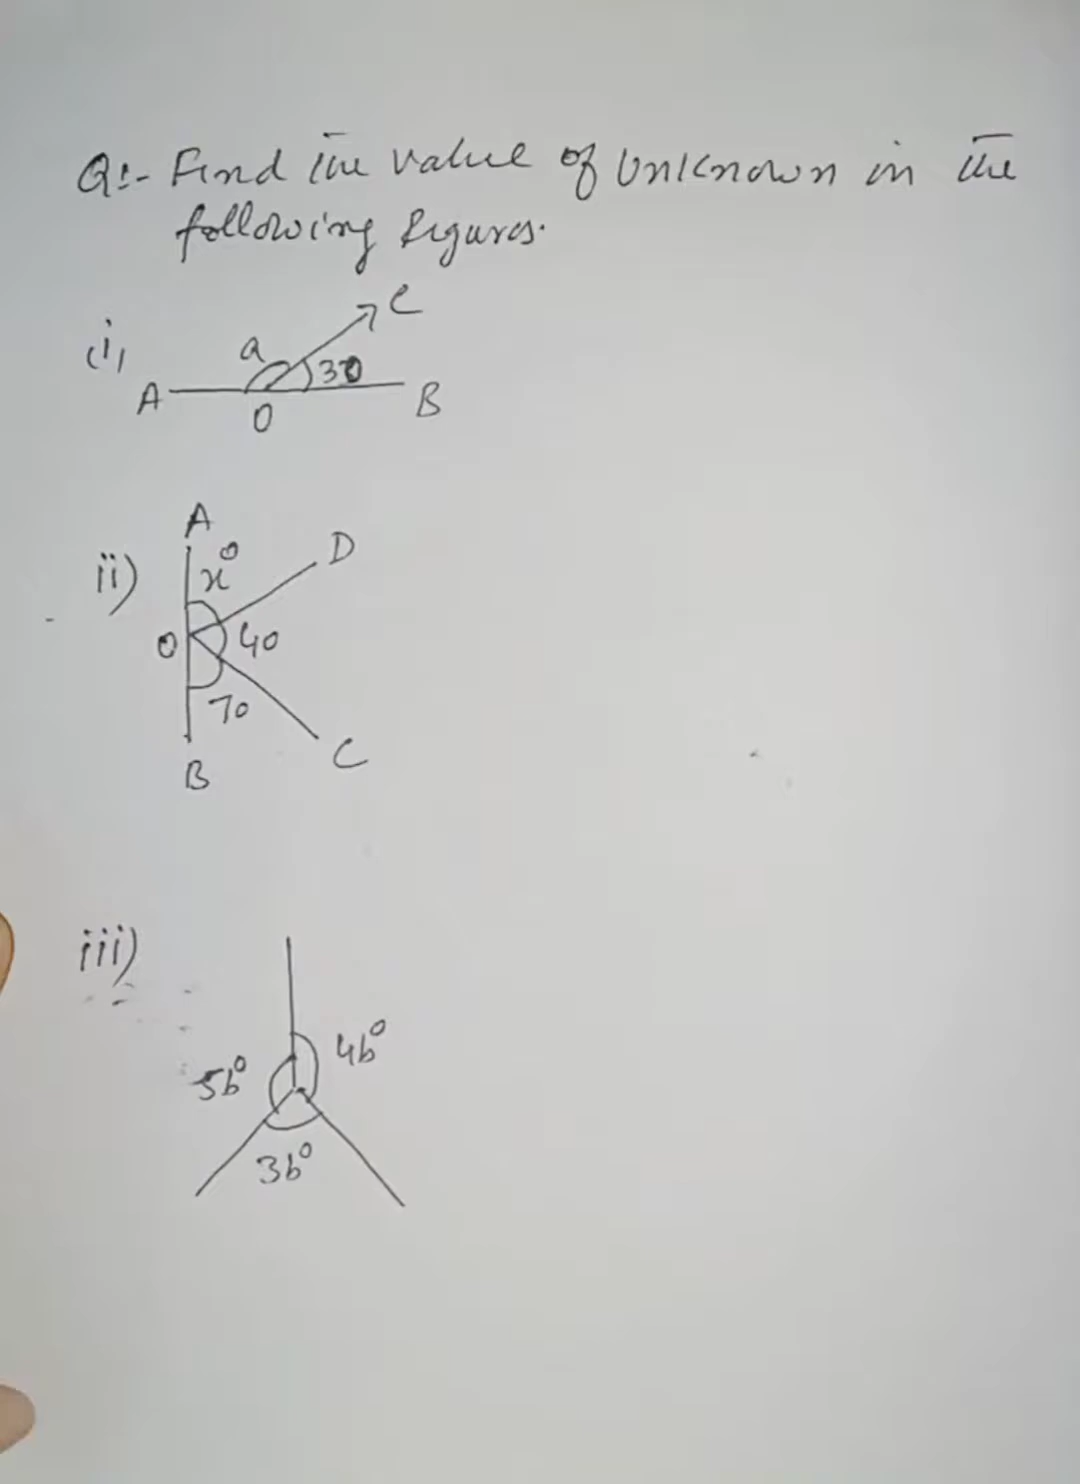 Q:- Find the value of Unknown in the
following figures.
(i)
C
a
30
A
O
B
ii)
A
x°
D
O
40
70
B
C
iii)
5b°
4b°
3b°